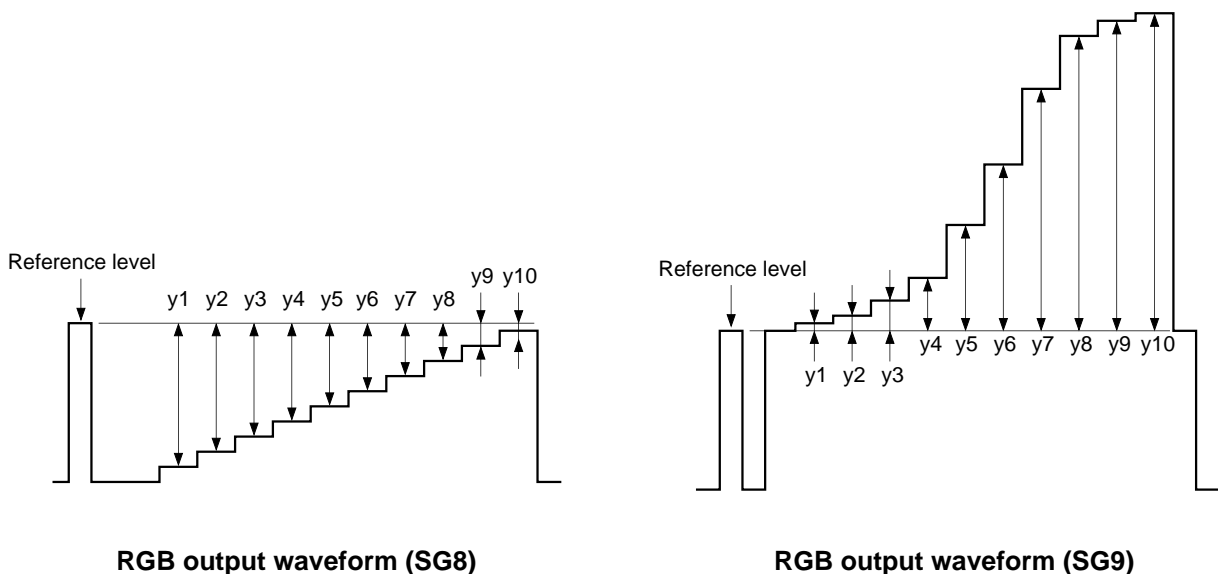 Reference level
y1 y2 y3 y4 y5 y6 y7 y8 y9 y10
RGB output waveform (SG8)
Reference level
y1 y2 y3 y4 y5 y6 y7 y8 y9 y10
RGB output waveform (SG9)